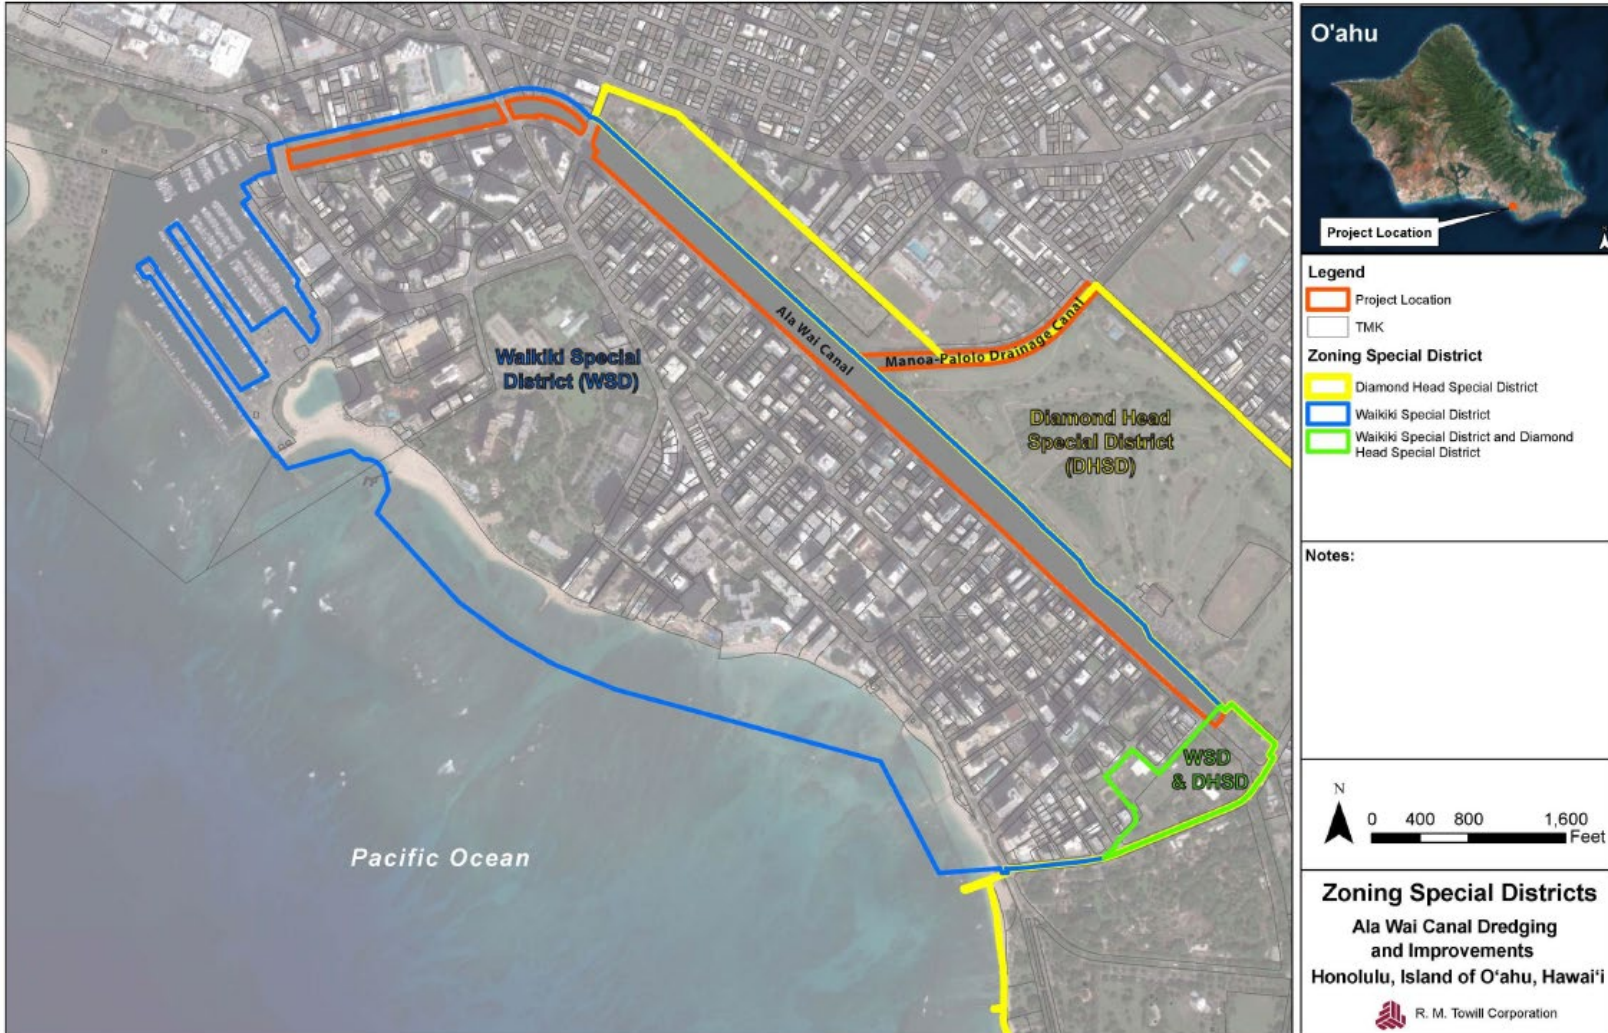 Ala Wai Canal
Manoa-Palolo Drainage Canal
Waikiki Special
District (WSD)
Diamond Head
Special District
(DHSD)
WSD
& DHSD
Pacific Ocean
O'ahu
Project Location
Legend
Project Location
TMK
Zoning Special District
Diamond Head Special District
Waikiki Special District
Waikiki Special District and Diamond
Head Special District
Notes:
N
0 400 800 1,600
Feet
Zoning Special Districts
Ala Wai Canal Dredging
and Improvements
Honolulu, Island of O‘ahu, Hawai‘i
R. M. Towill Corporation